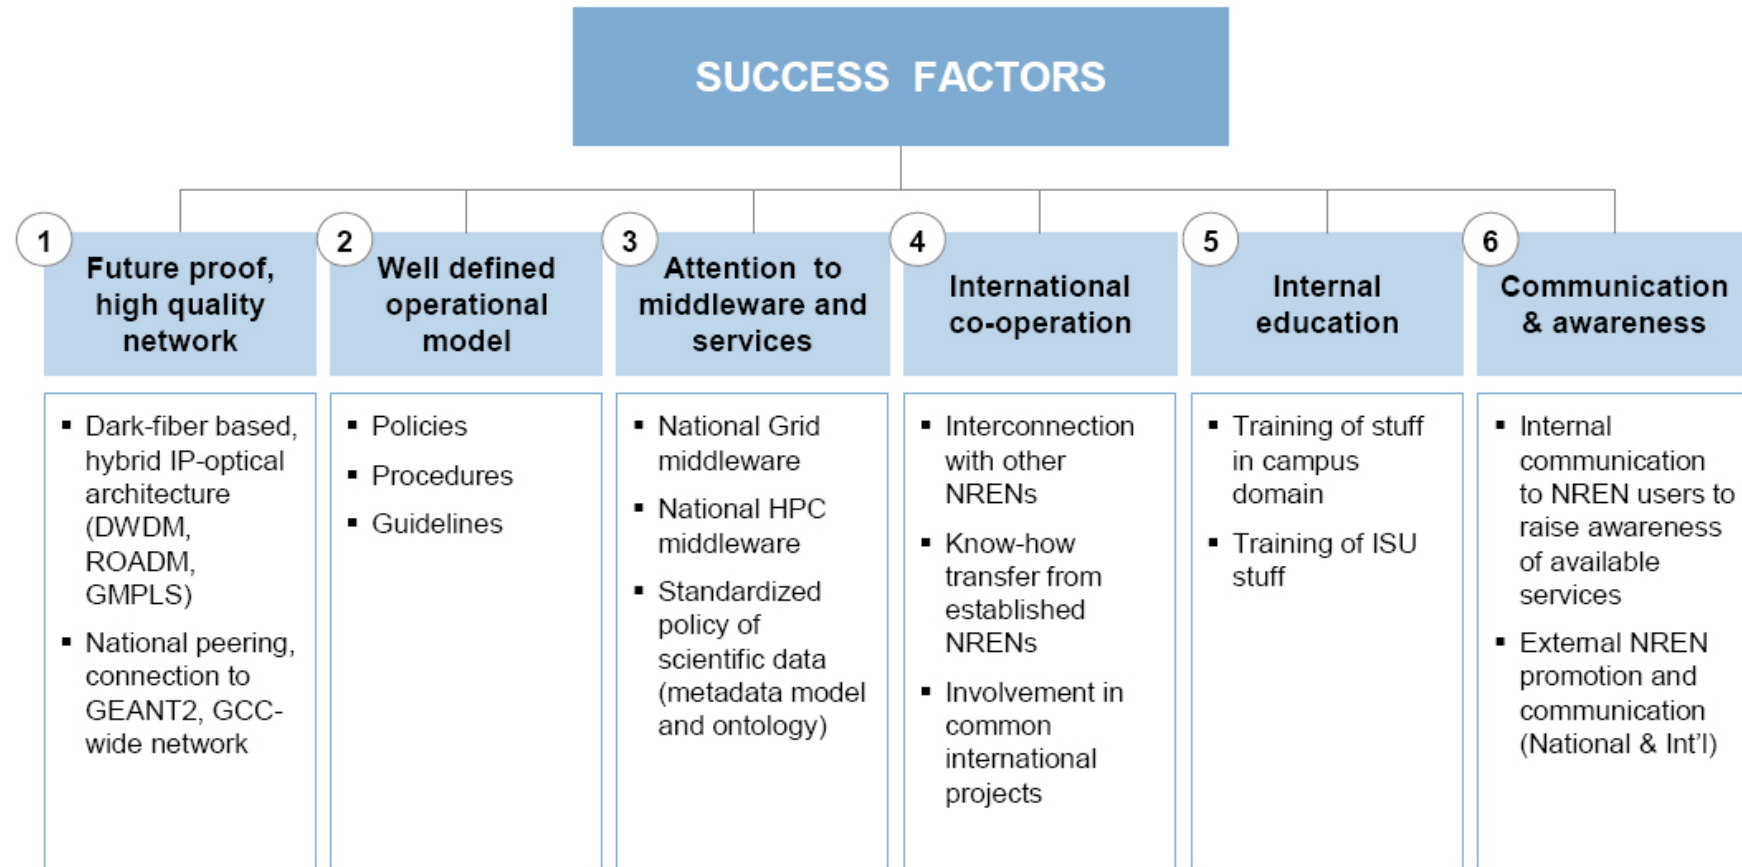 SUCCESS FACTORS
1
Future proof,
high quality
network
▪ Dark-fiber based,
hybrid IP-optical
architecture
(DWDM,
ROADM,
GMPLS)
▪ National peering,
connection to
GEANT2, GCC-
wide network
2
Well defined
operational
model
▪ Policies
▪ Procedures
▪ Guidelines
3
Attention to
middleware and
services
▪ National Grid
middleware
▪ National HPC
middleware
▪ Standardized
policy of
scientific data
(metadata model
and ontology)
4
International
co-operation
▪ Interconnection
with other
NRENs
▪ Know-how
transfer from
established
NRENs
▪ Involvement in
common
international
projects
5
Internal
education
▪ Training of stuff
in campus
domain
▪ Training of ISU
stuff
6
Communication
& awareness
▪ Internal
communication
to NREN users to
raise awareness
of available
services
▪ External NREN
promotion and
communication
(National & Int'l)